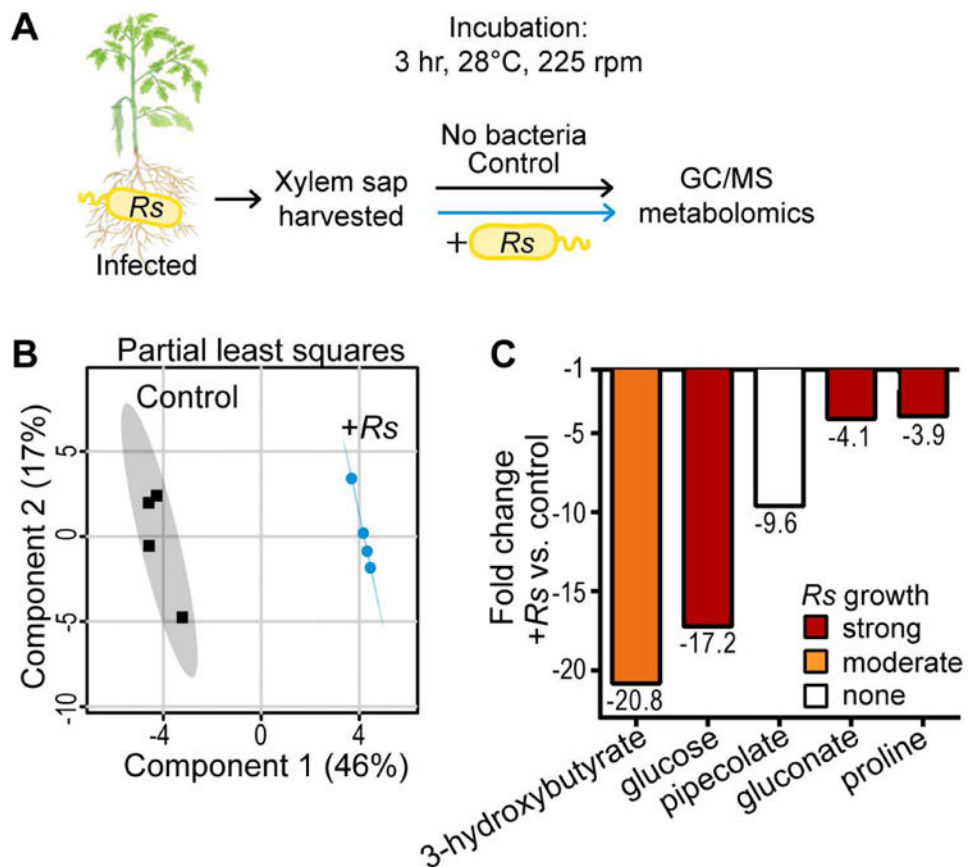 A
Incubation:
3 hr, 28°C, 225 rpm
No bacteria
Control
Rs
Xylem sap
harvested
GC/MS
metabolomics
+ Rs
Infected
B
Partial least squares
Control
+Rs
Component 2 (17%)
5
0
-5
-10
-4
0
4
Component 1 (46%)
C
Fold change
+Rs vs. control
-1
-5
-10
-15
-20
-20.8
-17.2
-9.6
-4.1
-3.9
Rs growth
strong
moderate
none
3-hydroxybutyrate
glucose
pipecolate
gluconate
proline